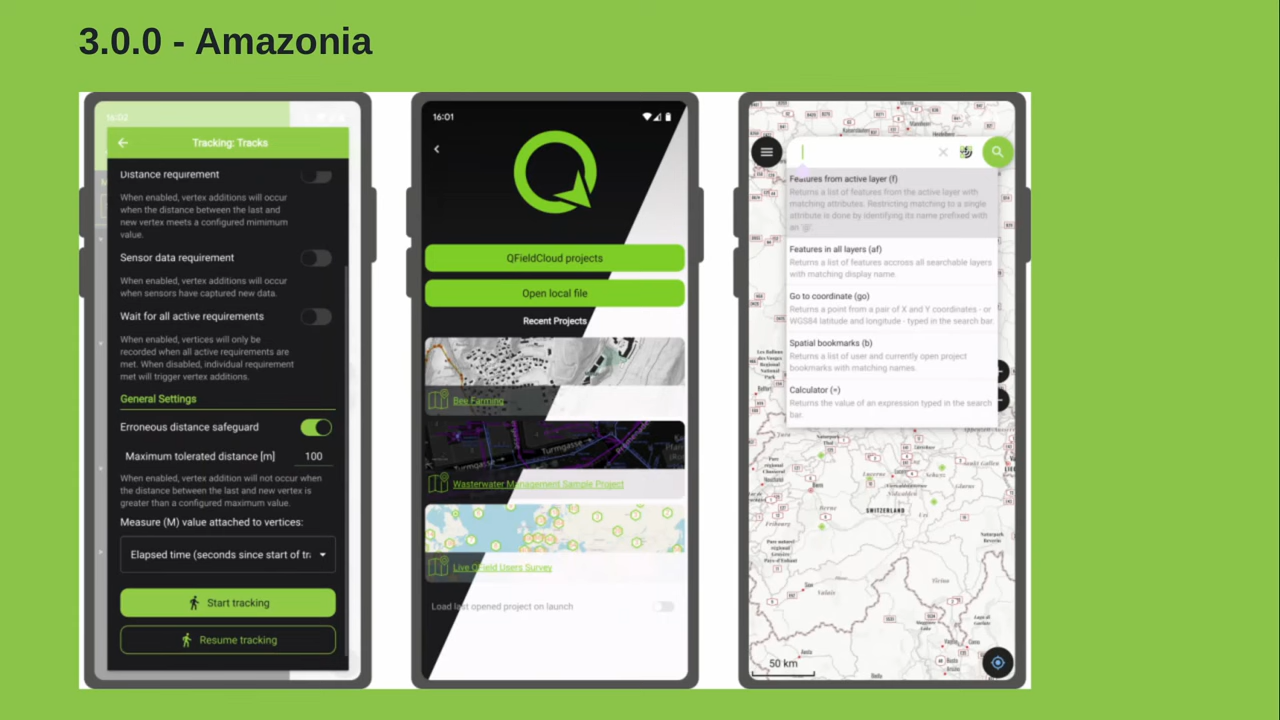 3.0.0 - Amazonia
16:02
Tracking: Tracks
Distance requirement
When enabled, vertex additions will occur
when the distance between the last and
new vertex meets a configured minimum
value.
Sensor data requirement
When enabled, vertex additions will occur
when sensors have captured new data.
Wait for all active requirements
When enabled, vertices will only be
recorded when all active requirements are
met. When disabled, individual requirement
met will trigger vertex additions.
General Settings
Erroneous distance safeguard
Maximum tolerated distance [m] 100
When enabled, vertex addition will not occur when
the distance between the last and new vertex is
greater than a configured maximum value.
Measure (M) value attached to vertices:
Elapsed time (seconds since start of tra
Start tracking
Resume tracking
16:01
QFieldCloud projects
Open local file
Recent Projects
Bee Farming
Turmgasse
Wasterwater Management Sample Project
Live QField Users Survey
Load last opened project on launch
Features from active layer (f)
Returns a list of features from the active layer with
matching attributes. Restricting matching to a single
attribute is done by identifying its name prefixed with
an '@'.
Features in all layers (af)
Returns a list of features accross all searchable layers
with matching display name.
Go to coordinate (go)
Returns a point from a pair of X and Y coordinates - or
WGS84 latitude and longitude - typed in the search bar.
Spatial bookmarks (b)
Returns a list of user and currently open project
bookmarks with matching names.
Calculator (=)
Returns the value of an expression typed in the search
bar.
SWITZERLAND
Fribourg
50 km